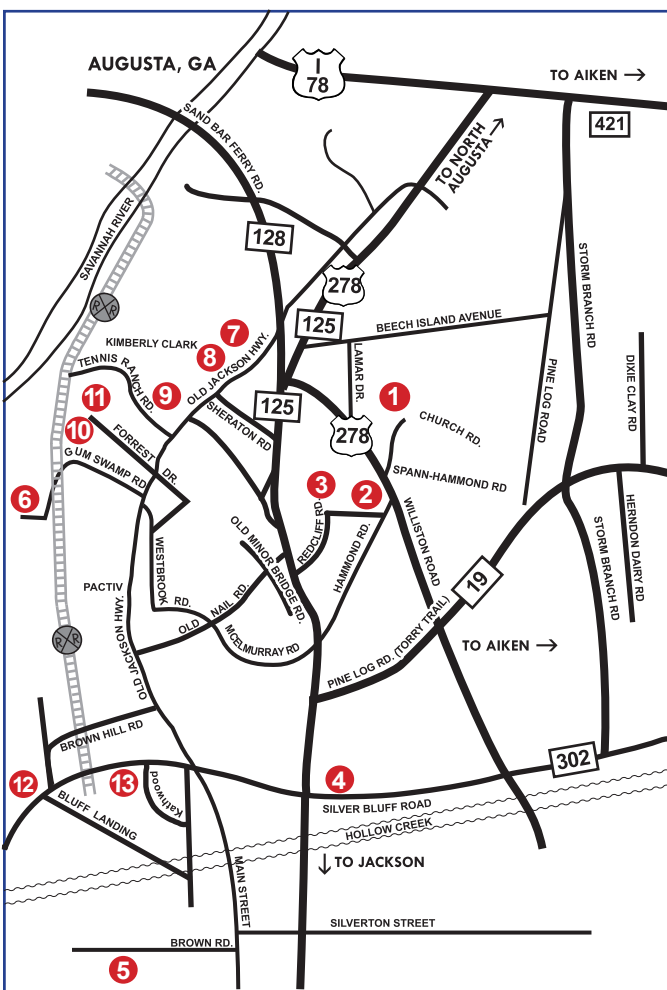 AUGUSTA, GA
I
78
TO AIKEN →
421
SAND BAR FERRY RD.
TO NORTH
AUGUSTA
SAVANNAH RIVER
128
278
125
BEECH ISLAND AVENUE
STORM BRANCH RD
R R
KIMBERLY CLARK
7
8
OLD JACKSON HWY.
TENNIS RANCH RD.
LAMAR DR.
PINE LOG ROAD
DIXIE CLAY RD
9
11
10
125
SHERATON RD
278
1
CHURCH RD.
FORREST DR.
GUM SWAMP RD
6
SPANN-HAMMOND RD
3
2
REDCLIFF RD.
HAMMOND RD.
WILLISTON ROAD
OLD MINOR BRIDGE RD.
STORM BRANCH RD
HERNDON DAIRY RD
WESTBROOK RD.
PACTIV
OLD NAIL RD.
MCELMURRAY RD
19
R R
OLD JACKSON HWY.
PINE LOG RD. (TORRY TRAIL)
TO AIKEN →
BROWN HILL RD
302
12
13
Kathwood
4
SILVER BLUFF ROAD
BLUFF LANDING
HOLLOW CREEK
↓ TO JACKSON
MAIN STREET
SILVERTON STREET
BROWN RD.
5